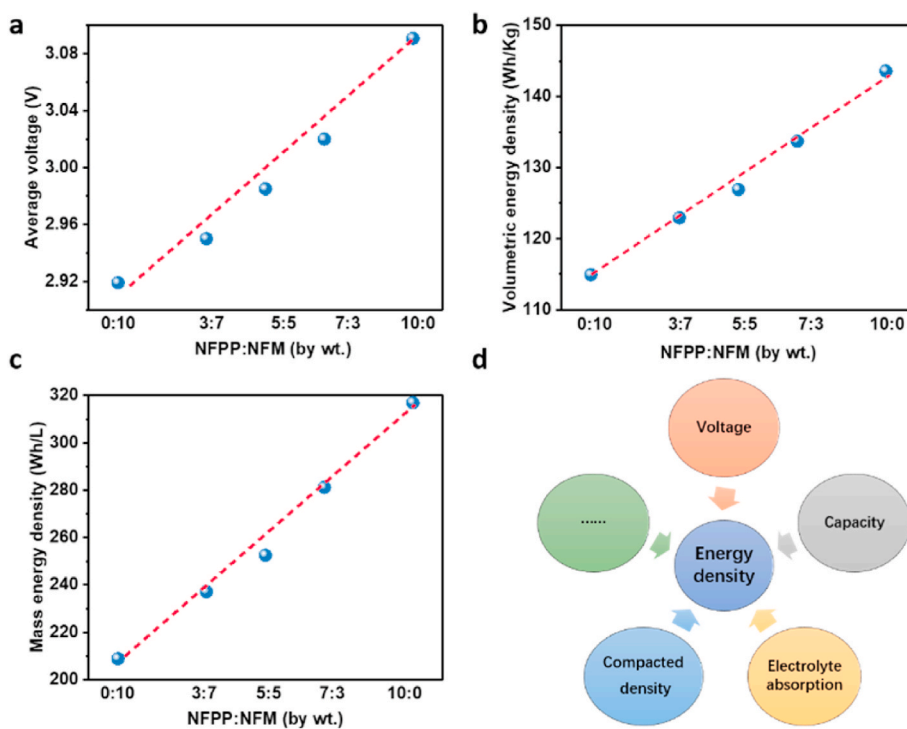 a
3.08
3.04
3.00
2.96
2.92
Average voltage (V)
0:10 3:7 5:5 7:3 10:0
NFPP:NFM (by wt.)
b
150
140
130
120
110
Volumetric energy density (Wh/Kg)
0:10 3:7 5:5 7:3 10:0
NFPP:NFM (by wt.)
c
320
280
240
210
200
Mass energy density (Wh/L)
0:10 3:7 5:5 7:3 10:0
NFPP:NFM (by wt.)
d
Voltage
......
Capacity
Energy
density
Compacted
density
Electrolyte
absorption